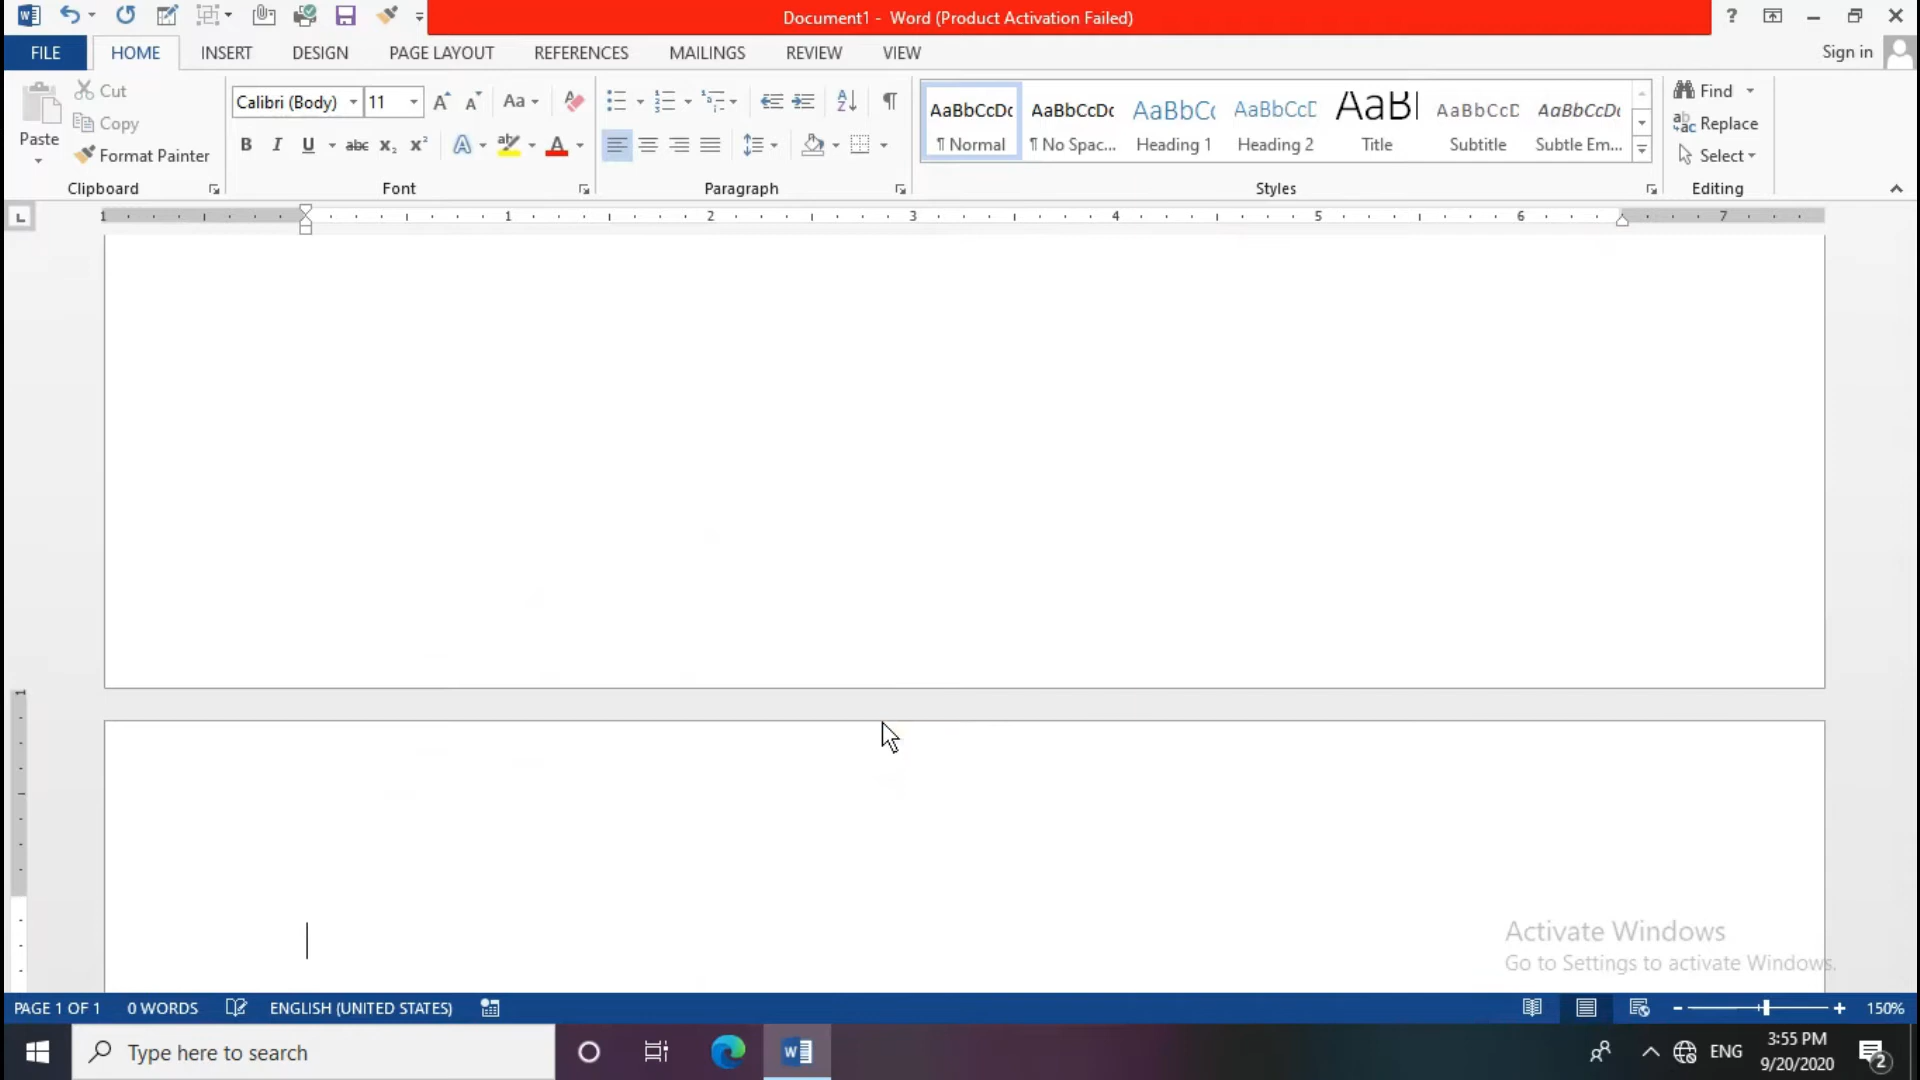 Document1 - Word (Product Activation Failed)
?
FILE HOME INSERT DESIGN PAGE LAYOUT REFERENCES MAILINGS REVIEW VIEW Sign in
Paste
Cut
Copy
Format Painter
Clipboard
Calibri (Body) 11 Aa
B I U abc X₂ X² A A
Font
Paragraph
AaBbCcDc AaBbCcDc AaBbCc AaBbCcD AaBl AaBbCcD AaBbCcDc
¶ Normal ¶ No Spac... Heading 1 Heading 2 Title Subtitle Subtle Em...
Styles
Find
Replace
Select
Editing
1 1 2 3 4 5 6 7
Activate Windows
Go to Settings to activate Windows.
PAGE 1 OF 1 0 WORDS ENGLISH (UNITED STATES) 150%
Type here to search
ENG
3:55 PM
9/20/2020
2